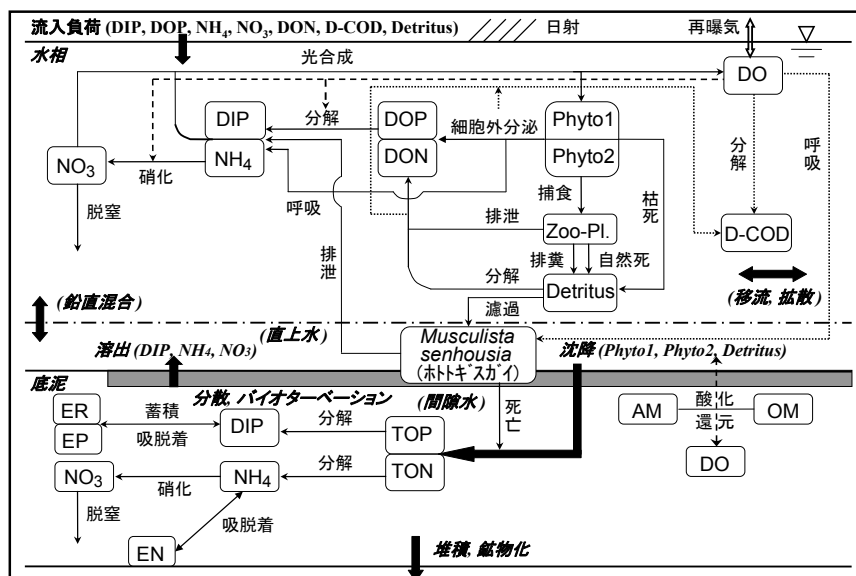 流入負荷 (DIP, DOP, NH4, NO3, DON, D-COD, Detritus)
日射
再曝気
水相
光合成
DO
DIP
NH4
分解
DOP
DON
細胞外分泌
Phyto1
Phyto2
分解
呼吸
NO3
硝化
脱窒
呼吸
捕食
枯死
排泄
排泄
Zoo-Pl.
D-COD
排糞
自然死
分解
Detritus
(鉛直混合)
濾過
(移流, 拡散)
(直上水)
溶出 (DIP, NH4, NO3)
Musculista
senhousia
(ホトトギスガイ)
沈降 (Phyto1, Phyto2, Detritus)
底泥
分散, バイオターベーション
(間隙水)
死亡
ER
EP
蓄積
吸脱着
DIP
分解
TOP
TON
AM
酸化
還元
OM
DO
NO3
硝化
NH4
分解
脱窒
吸脱着
EN
堆積, 鉱物化